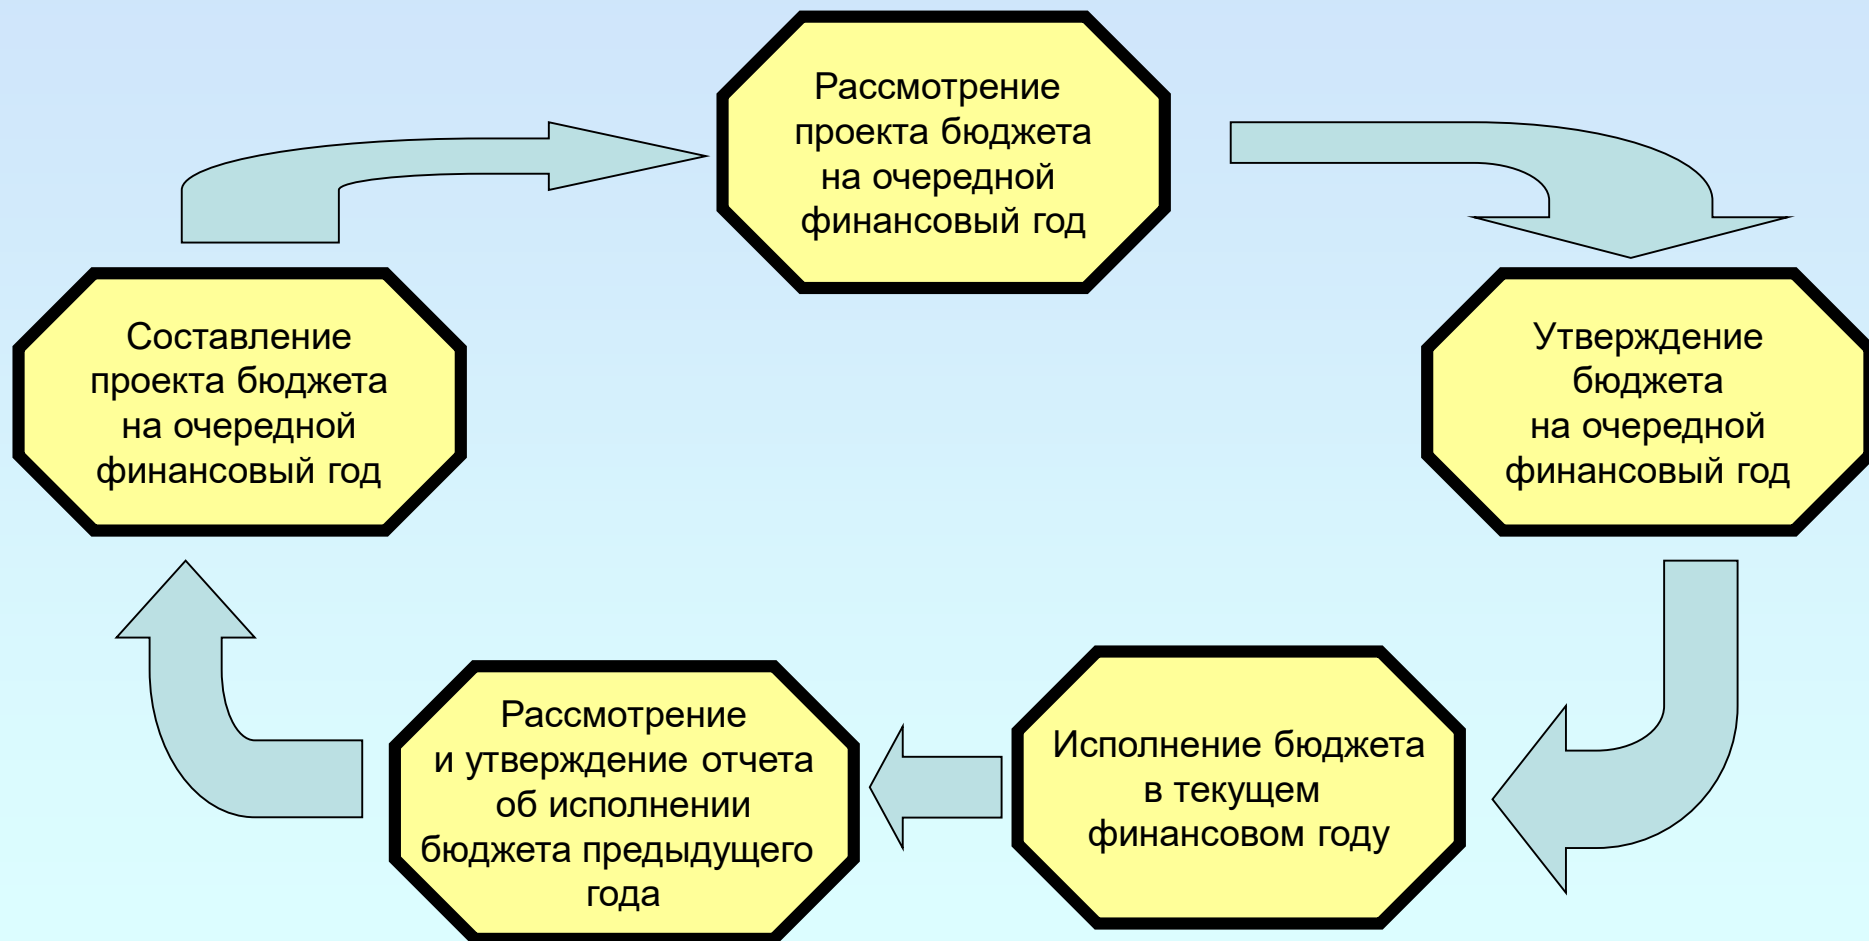 Рассмотрение
проекта бюджета
на очередной
финансовый год
Составление
проекта бюджета
на очередной
финансовый год
Утверждение
бюджета
на очередной
финансовый год
Рассмотрение
и утверждение отчета
об исполнении
бюджета предыдущего
года
Исполнение бюджета
в текущем
финансовом году